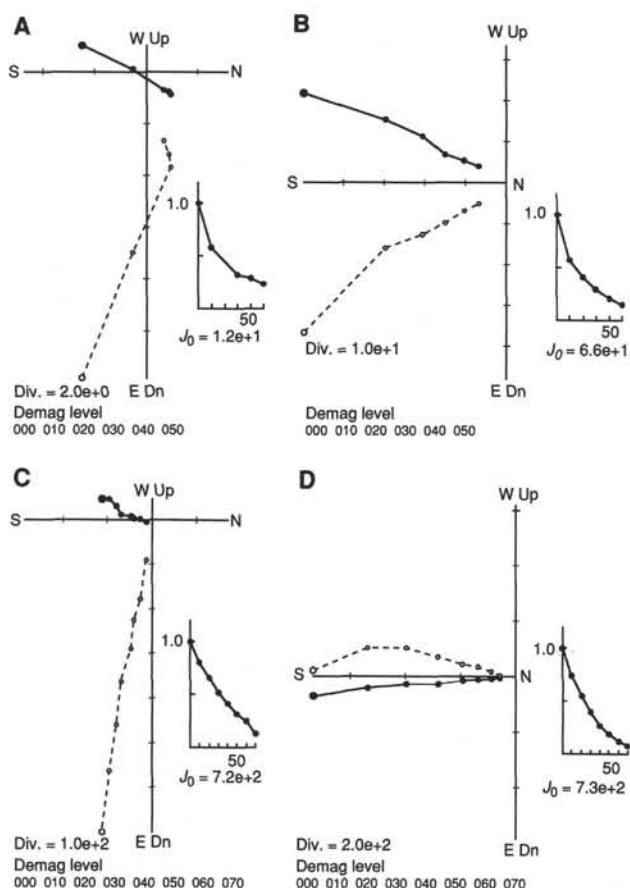 A
W Up
S
N
1.0
50
J₀ = 1.2e+1
Div. = 2.0e+0
E Dn
Demag level
000 010 020 030 040 050
B
W Up
S
N
1.0
50
J₀ = 6.6e+1
Div. = 1.0e+1
E Dn
Demag level
000 010 020 030 040 050
C
W Up
S
N
1.0
50
J₀ = 7.2e+2
Div. = 1.0e+2
E Dn
Demag level
000 010 020 030 040 050 060 070
D
W Up
S
N
1.0
50
J₀ = 7.3e+2
Div. = 2.0e+2
E Dn
Demag level
000 010 020 030 040 050 060 070